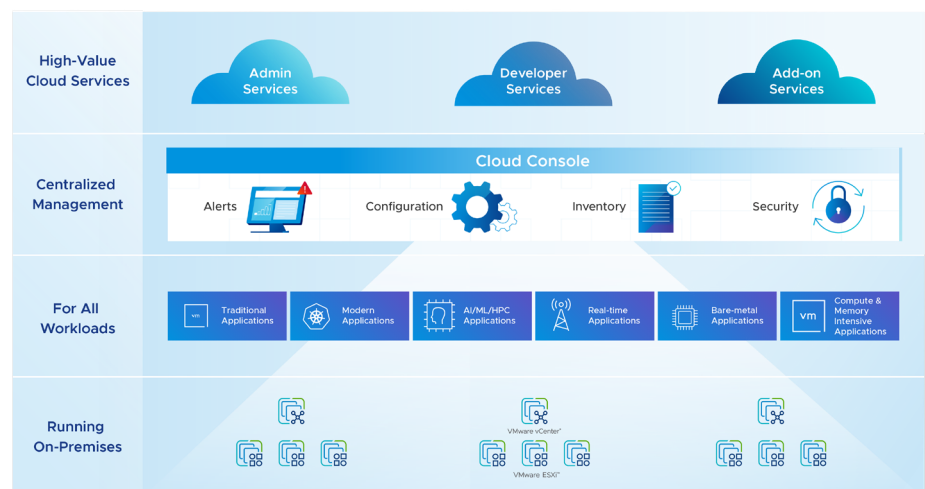 High-Value
Cloud Services
Admin
Services
Developer
Services
Add-on
Services
Centralized
Management
Cloud Console
Alerts
Configuration
Inventory
Security
For All
Workloads
vm
Traditional
Applications
Modern
Applications
AI/ML/HPC
Applications
Real-time
Applications
Bare-metal
Applications
vm
Compute &
Memory
Intensive
Applications
Running
On-Premises
VMware vCenter®
VMware ESXi™